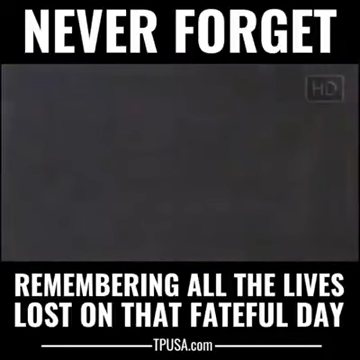 NEVER FORGET
HD
REMEMBERING ALL THE LIVES
LOST ON THAT FATEFUL DAY
TPUSA.com